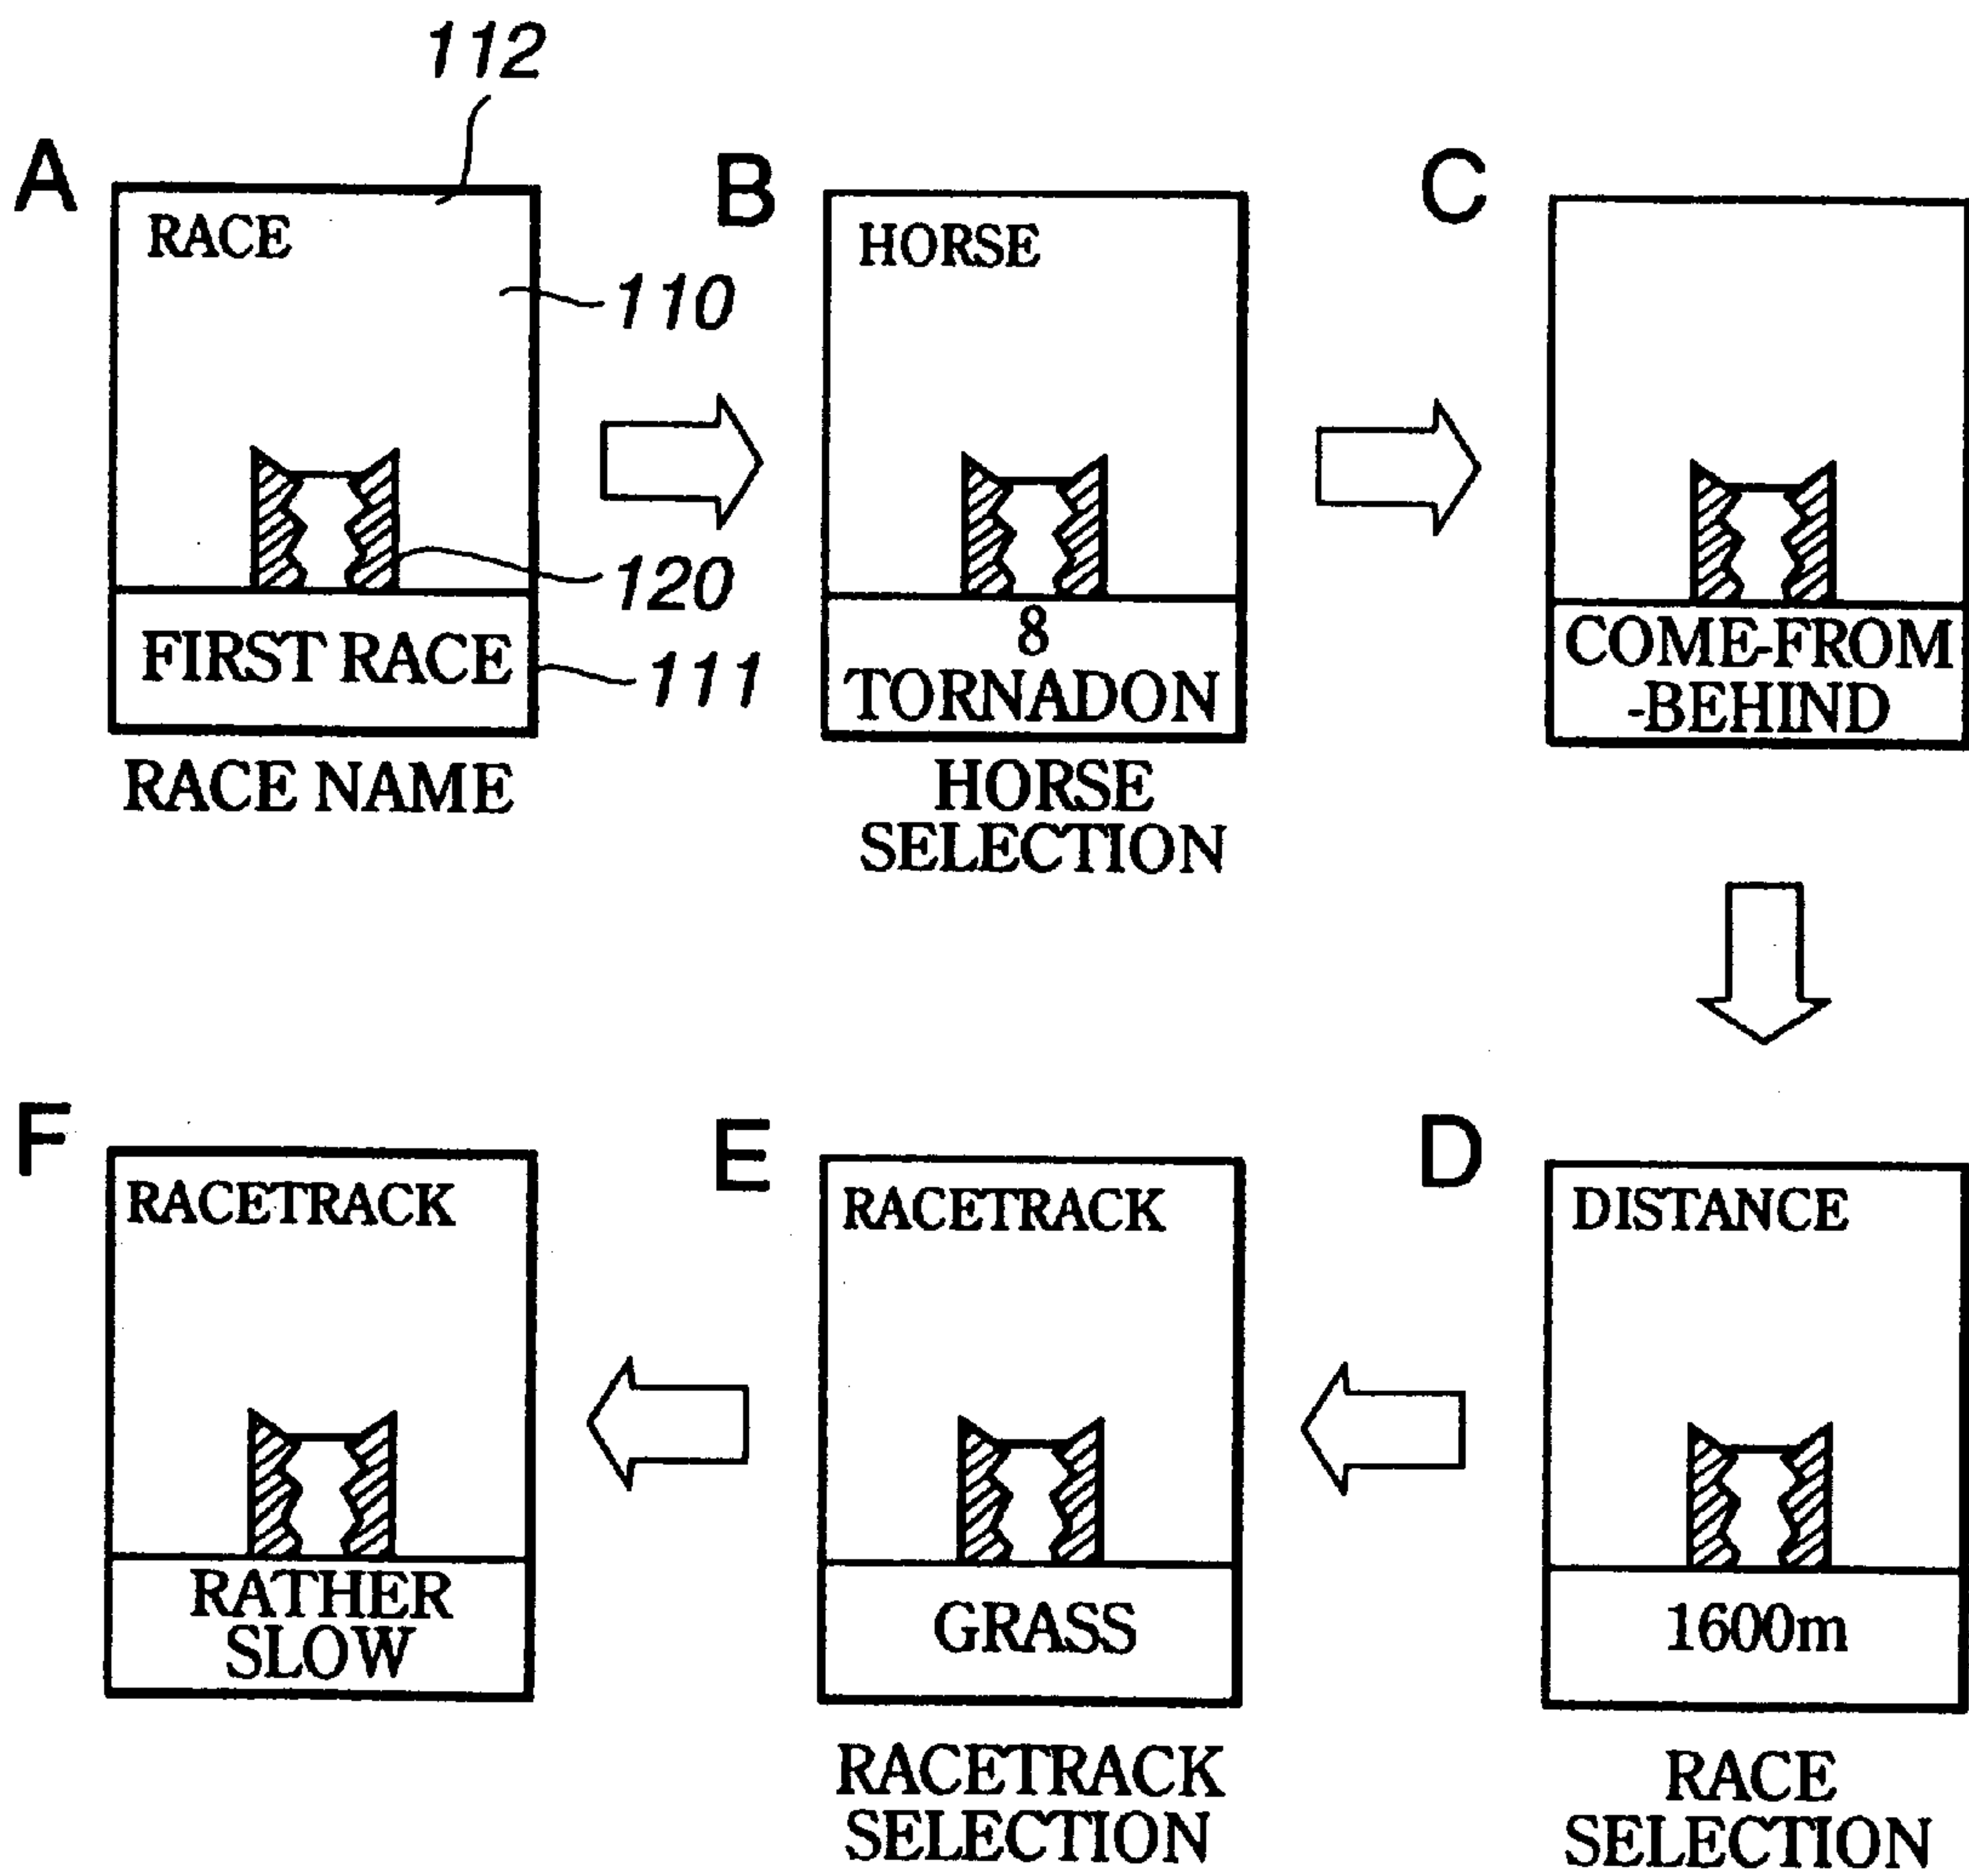 112
A
RACE
110
120
FIRST RACE
111
RACE NAME
B
HORSE
8
TORNADON
HORSE
SELECTION
C
COME-FROM
-BEHIND
D
DISTANCE
1600m
RACE
SELECTION
E
RACETRACK
GRASS
RACETRACK
SELECTION
F
RACETRACK
RATHER
SLOW